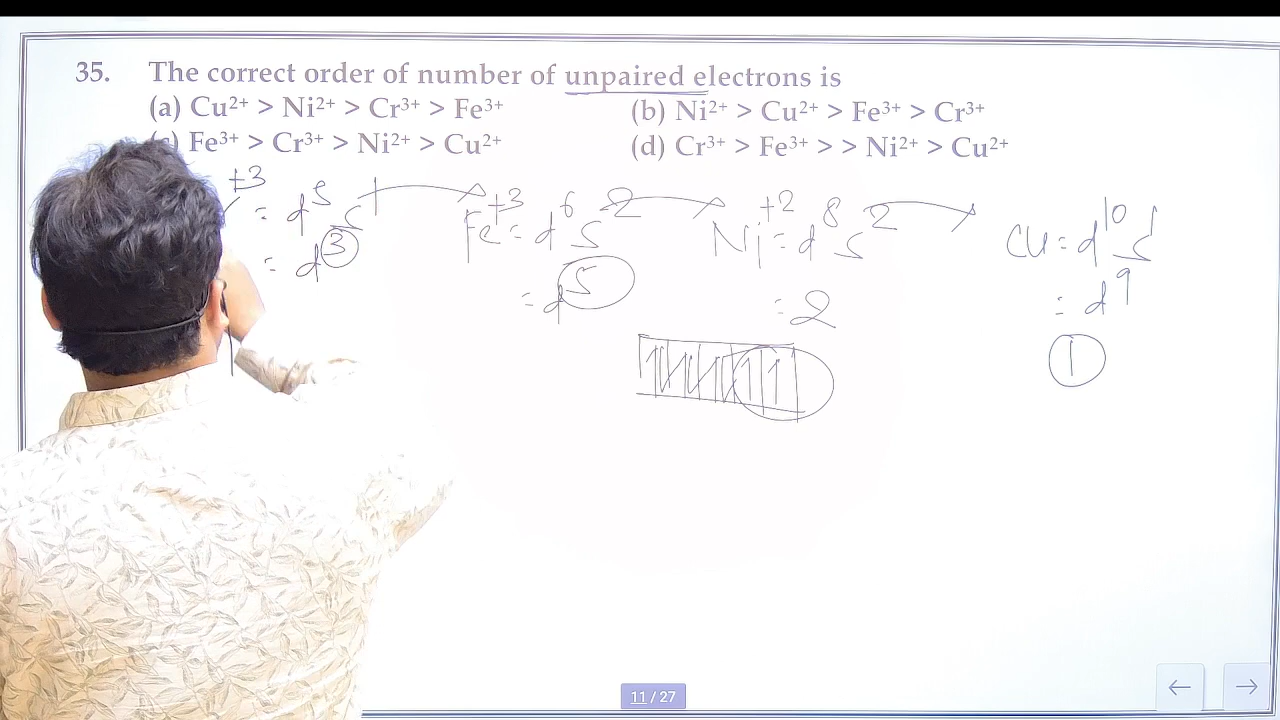 35. The correct order of number of unpaired electrons is
(a) Cu²⁺ > Ni²⁺ > Cr³⁺ > Fe³⁺ (b) Ni²⁺ > Cu²⁺ > Fe³⁺ > Cr³⁺
Fe³⁺ > Cr³⁺ > Ni²⁺ > Cu²⁺ (d) Cr³⁺ > Fe³⁺ > > Ni²⁺ > Cu²⁺
+3 = d⁵ s¹ Fe+3 = d⁶ s² Ni+2 = d⁸ s² Cu = d¹⁰ s¹
= d³ = d⁵ = 2 = d⁹
1
11 / 27